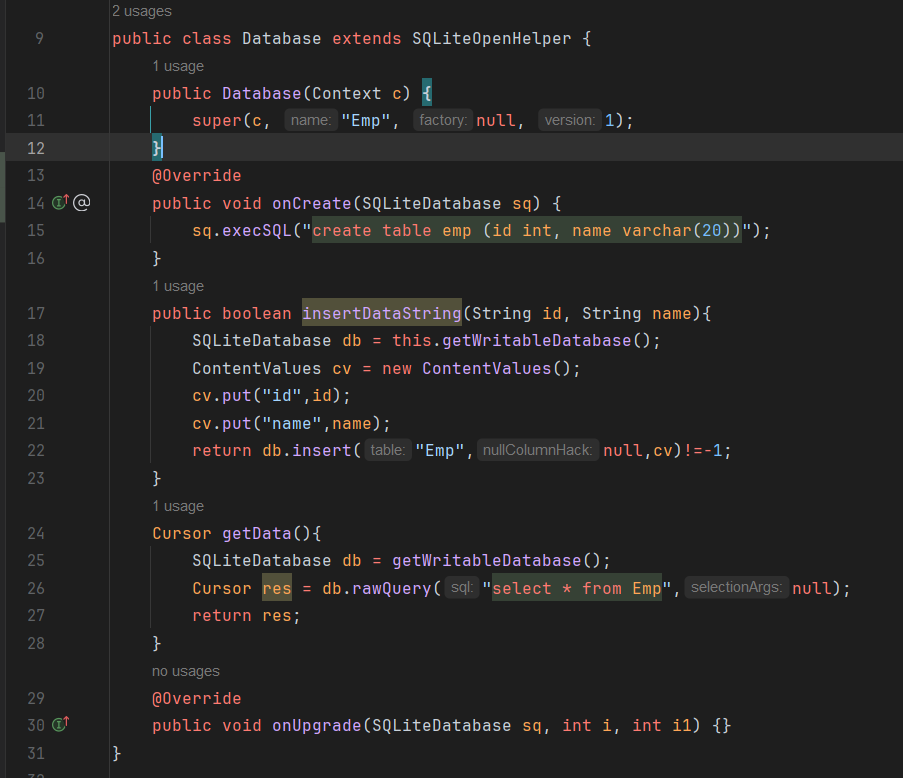 2 usages
9 public class Database extends SQLiteOpenHelper {
1 usage
10 public Database(Context c) {
11 super(c, name: "Emp", factory: null, version: 1);
12 }
13 @Override
14 @ public void onCreate(SQLiteDatabase sq) {
15 sq.execSQL("create table emp (id int, name varchar(20))");
16 }
1 usage
17 public boolean insertDataString(String id, String name){
18 SQLiteDatabase db = this.getWritableDatabase();
19 ContentValues cv = new ContentValues();
20 cv.put("id",id);
21 cv.put("name",name);
22 return db.insert( table: "Emp", nullColumnHack: null,cv)!=-1;
23 }
1 usage
24 Cursor getData(){
25 SQLiteDatabase db = getWritableDatabase();
26 Cursor res = db.rawQuery( sql: "select * from Emp", selectionArgs: null);
27 return res;
28 }
no usages
29 @Override
30 public void onUpgrade(SQLiteDatabase sq, int i, int i1) {}
31 }